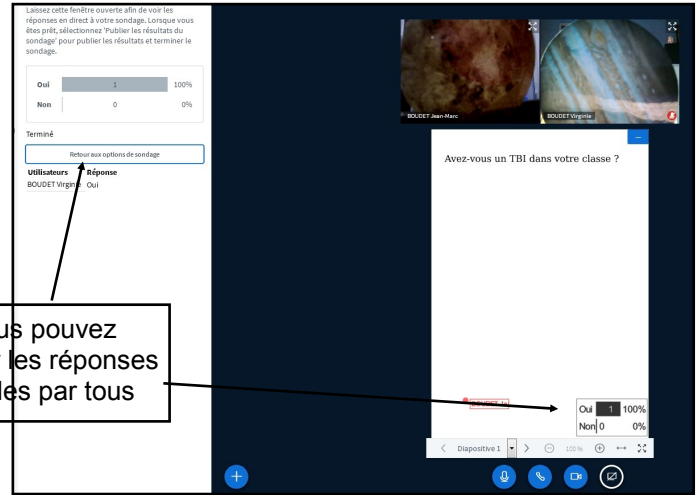 Laissez cette fenêtre ouverte afin de voir les
réponses en direct à votre sondage. Lorsque vous
êtes prêt, sélectionnez 'Publier les résultats du
sondage' pour publier les résultats et terminer le
sondage.
Oui 1 100%
Non 0 0%
Terminé
Retour aux options de sondage
Utilisateurs Réponse
BOUDET Virginie Oui
BOUDET Jean-Marc
BOUDET Virginie
Avez-vous un TBI dans votre classe ?
pouvez
les réponses
par tous
BOUDET Je
Oui 1 100%
Non 0 0%
Diapositive 1
100%